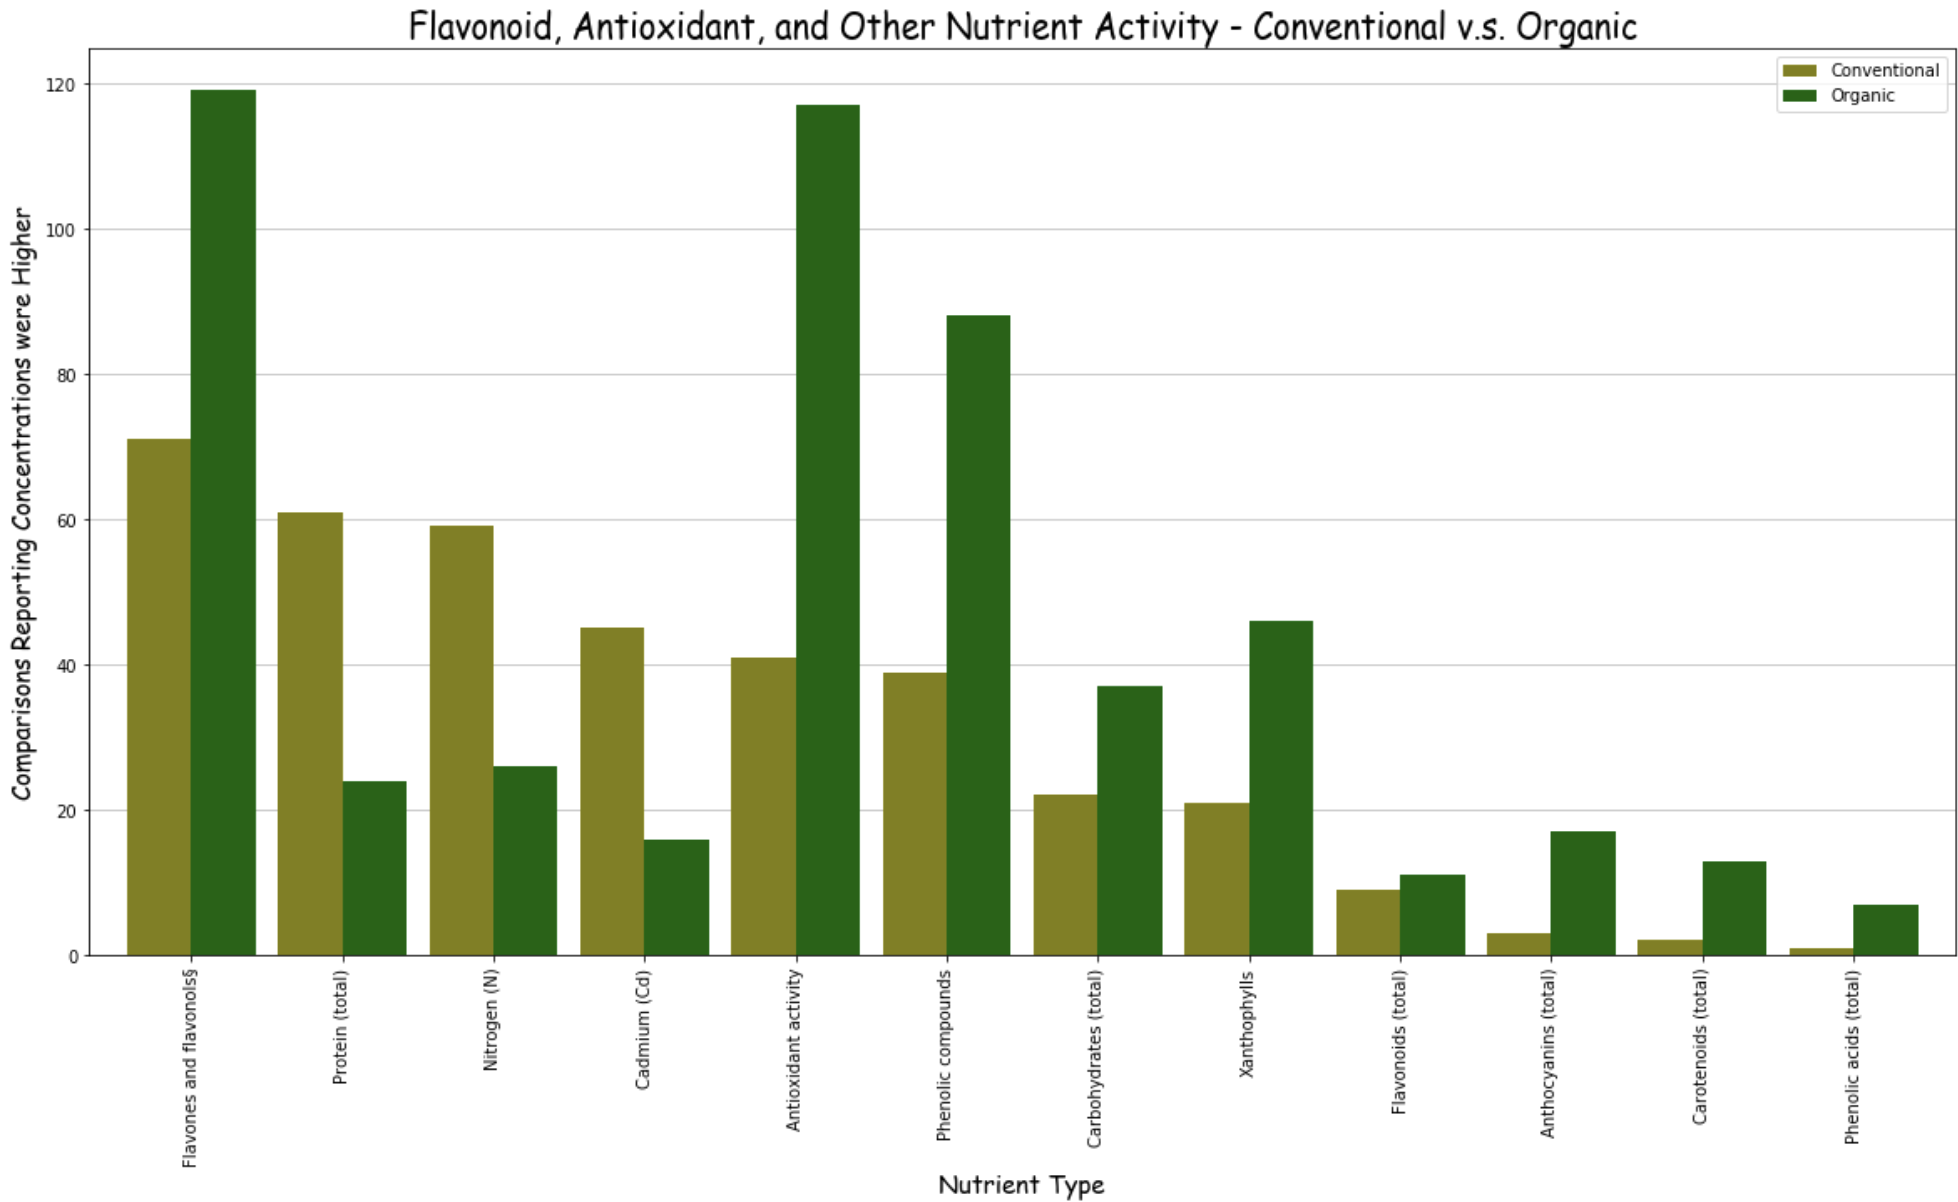 Flavonoid, Antioxidant, and Other Nutrient Activity - Conventional v.s. Organic
Conventional
Organic
Comparisons Reporting Concentrations were Higher
120
100
80
60
40
20
0
Flavones and flavonols§
Protein (total)
Nitrogen (N)
Cadmium (Cd)
Antioxidant activity
Phenolic compounds
Carbohydrates (total)
Xanthophylls
Flavonoids (total)
Anthocyanins (total)
Carotenoids (total)
Phenolic acids (total)
Nutrient Type